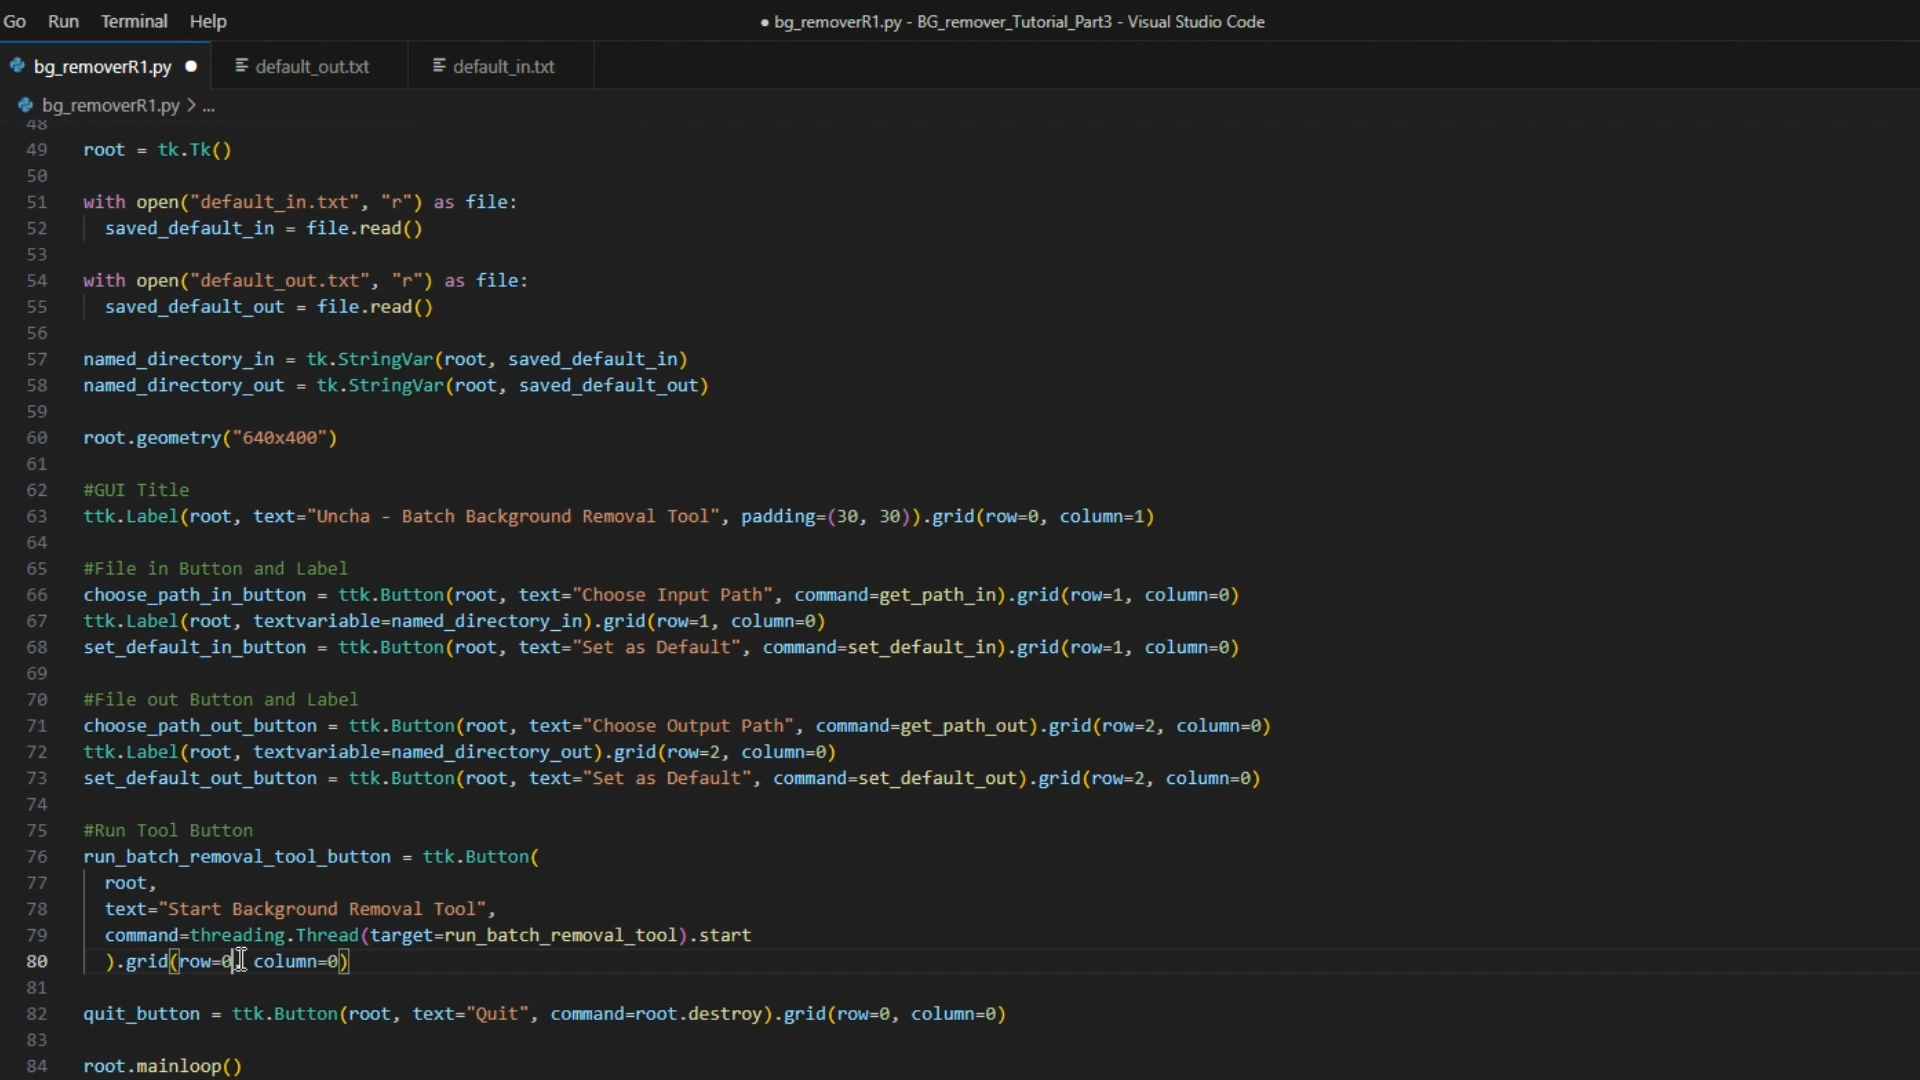 Go Run Terminal Help ● bg_removerR1.py - BG_remover_Tutorial_Part3 - Visual Studio Code
bg_removerR1.py ● default_out.txt default_in.txt
bg_removerR1.py > ...
48
49 root = tk.Tk()
50
51 with open("default_in.txt", "r") as file:
52 saved_default_in = file.read()
53
54 with open("default_out.txt", "r") as file:
55 saved_default_out = file.read()
56
57 named_directory_in = tk.StringVar(root, saved_default_in)
58 named_directory_out = tk.StringVar(root, saved_default_out)
59
60 root.geometry("640x400")
61
62 #GUI Title
63 ttk.Label(root, text="Uncha - Batch Background Removal Tool", padding=(30, 30)).grid(row=0, column=1)
64
65 #File in Button and Label
66 choose_path_in_button = ttk.Button(root, text="Choose Input Path", command=get_path_in).grid(row=1, column=0)
67 ttk.Label(root, textvariable=named_directory_in).grid(row=1, column=0)
68 set_default_in_button = ttk.Button(root, text="Set as Default", command=set_default_in).grid(row=1, column=0)
69
70 #File out Button and Label
71 choose_path_out_button = ttk.Button(root, text="Choose Output Path", command=get_path_out).grid(row=2, column=0)
72 ttk.Label(root, textvariable=named_directory_out).grid(row=2, column=0)
73 set_default_out_button = ttk.Button(root, text="Set as Default", command=set_default_out).grid(row=2, column=0)
74
75 #Run Tool Button
76 run_batch_removal_tool_button = ttk.Button(
77 root,
78 text="Start Background Removal Tool",
79 command=threading.Thread(target=run_batch_removal_tool).start
80 ).grid(row=0, column=0)
81
82 quit_button = ttk.Button(root, text="Quit", command=root.destroy).grid(row=0, column=0)
83
84 root.mainloop()